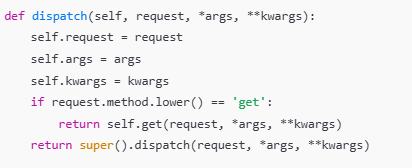 def dispatch(self, request, *args, **kwargs):
    self.request = request
    self.args = args
    self.kwargs = kwargs
    if request.method.lower() == 'get':
        return self.get(request, *args, **kwargs)
    return super().dispatch(request, *args, **kwargs)